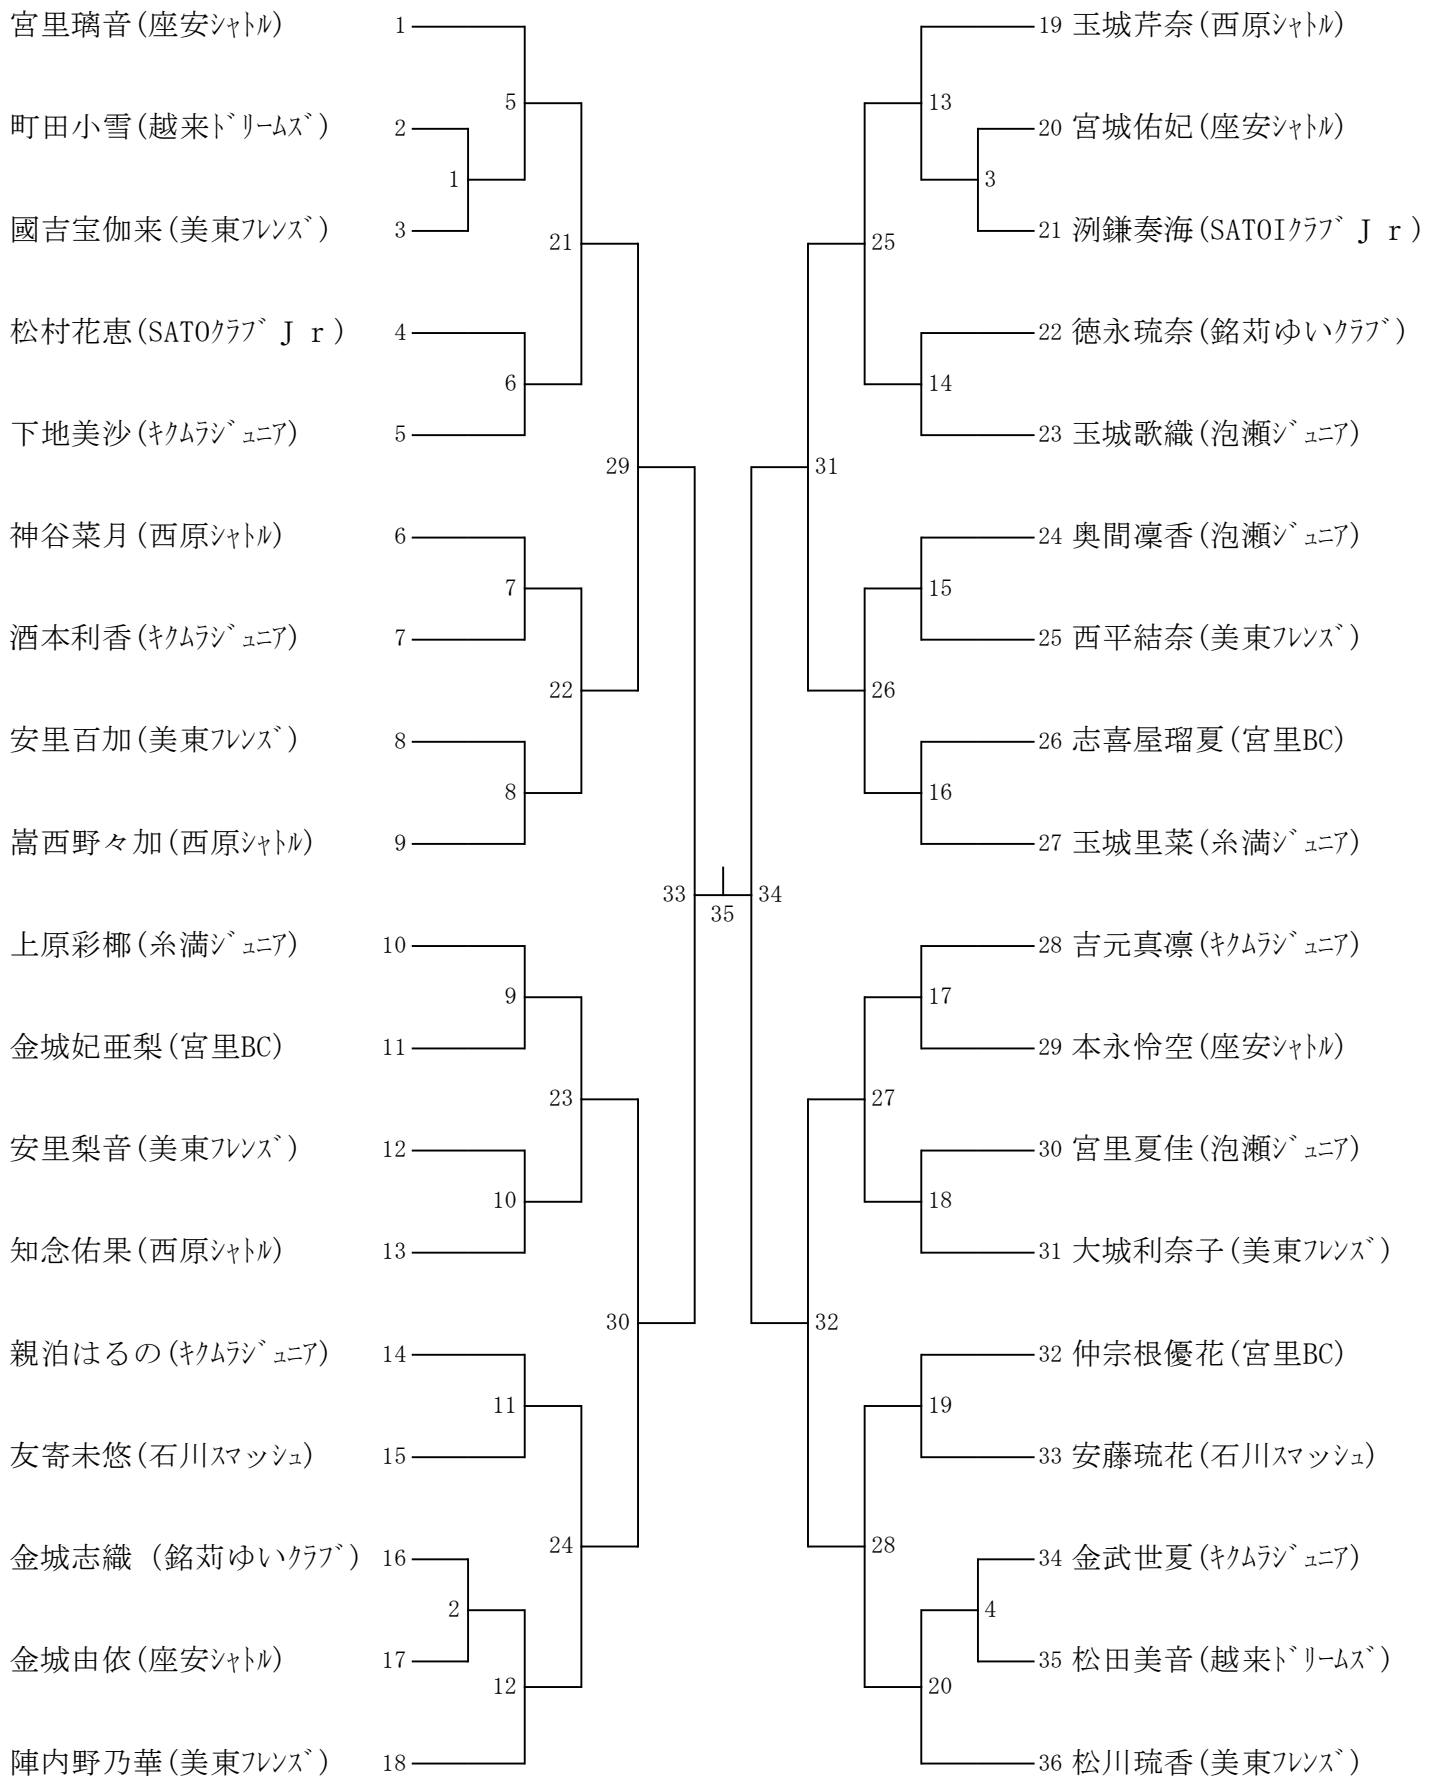 宮里璃音(座安ｼｬﾄﾙ) 1
5
町田小雪(越来ﾄﾞﾘｰﾑｽﾞ) 2
1
國吉宝伽来(美東ﾌﾚﾝｽﾞ) 3
21
松村花恵(SATOｸﾗﾌﾞＪｒ) 4
6
下地美沙(ｷｸﾑﾗｼﾞｭﾆｱ) 5
29
神谷菜月(西原ｼｬﾄﾙ) 6
7
酒本利香(ｷｸﾑﾗｼﾞｭﾆｱ) 7
22
安里百加(美東ﾌﾚﾝｽﾞ) 8
8
嵩西野々加(西原ｼｬﾄﾙ) 9
33
35
上原彩椰(糸満ｼﾞｭﾆｱ) 10
9
金城妃亜梨(宮里BC) 11
23
安里梨音(美東ﾌﾚﾝｽﾞ) 12
10
知念佑果(西原ｼｬﾄﾙ) 13
30
親泊はるの(ｷｸﾑﾗｼﾞｭﾆｱ) 14
11
友寄未悠(石川ｽﾏッｼｭ) 15
24
金城志織（銘苅ゆいｸﾗﾌﾞ) 16
2
金城由依(座安ｼｬﾄﾙ) 17
12
陣内野乃華(美東ﾌﾚﾝｽﾞ) 18
19 玉城芹奈(西原ｼｬﾄﾙ)
13
20 宮城佑妃(座安ｼｬﾄﾙ)
3
21 洌鎌奏海(SATOIｸﾗﾌﾞＪｒ)
25
22 徳永琉奈(銘苅ゆいｸﾗﾌﾞ)
14
23 玉城歌織(泡瀬ｼﾞｭﾆｱ)
31
24 奥間凜香(泡瀬ｼﾞｭﾆｱ)
15
25 西平結奈(美東ﾌﾚﾝｽﾞ)
26
26 志喜屋瑠夏(宮里BC)
16
27 玉城里菜(糸満ｼﾞｭﾆｱ)
34
28 吉元真凛(ｷｸﾑﾗｼﾞｭﾆｱ)
17
29 本永怜空(座安ｼｬﾄﾙ)
27
30 宮里夏佳(泡瀬ｼﾞｭﾆｱ)
18
31 大城利奈子(美東ﾌﾚﾝｽﾞ)
32
32 仲宗根優花(宮里BC)
19
33 安藤琉花(石川ｽﾏッｼｭ)
28
34 金武世夏(ｷｸﾑﾗｼﾞｭﾆｱ)
4
35 松田美音(越来ﾄﾞﾘｰﾑｽﾞ)
20
36 松川琉香(美東ﾌﾚﾝｽﾞ)